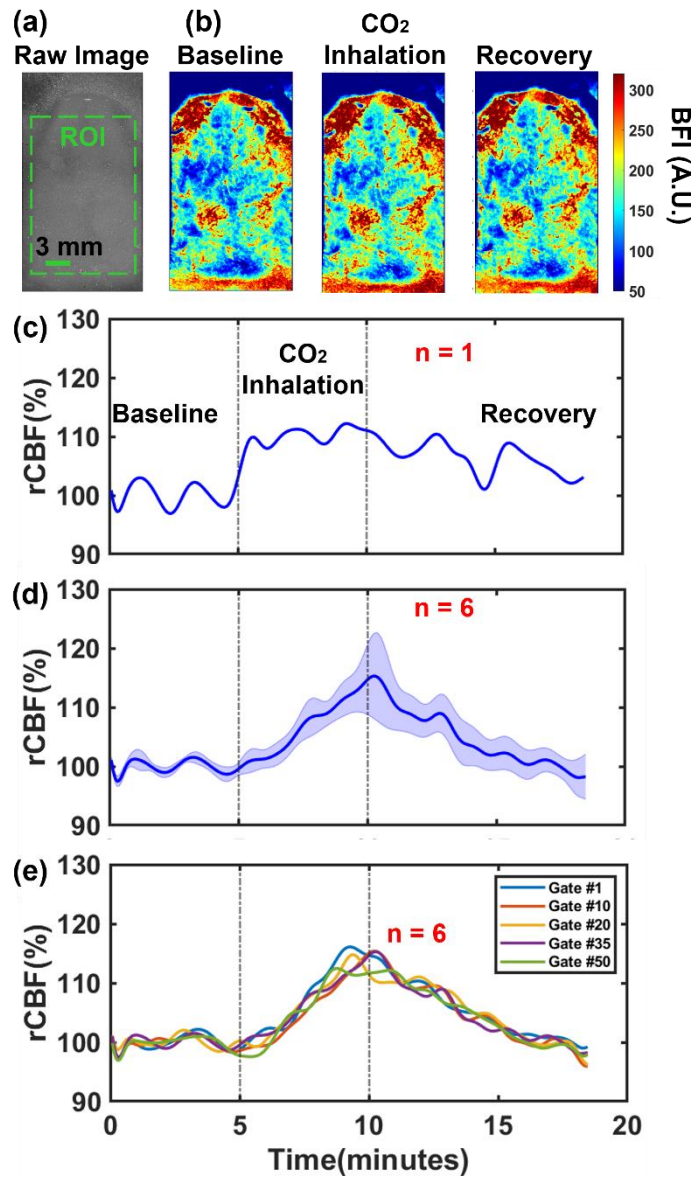 (a)
Raw Image
ROI
3 mm
(b)
Baseline
CO₂
Inhalation
Recovery
300
250
200
150
100
50
BFI (A.U.)
(c)
130
120
110
100
90
rCBF(%)
Baseline
CO₂
Inhalation
n = 1
Recovery
(d)
130
120
110
100
90
rCBF(%)
n = 6
(e)
130
120
110
100
90
rCBF(%)
n = 6
Gate #1
Gate #10
Gate #20
Gate #35
Gate #50
0 5 10 15 20
Time(minutes)